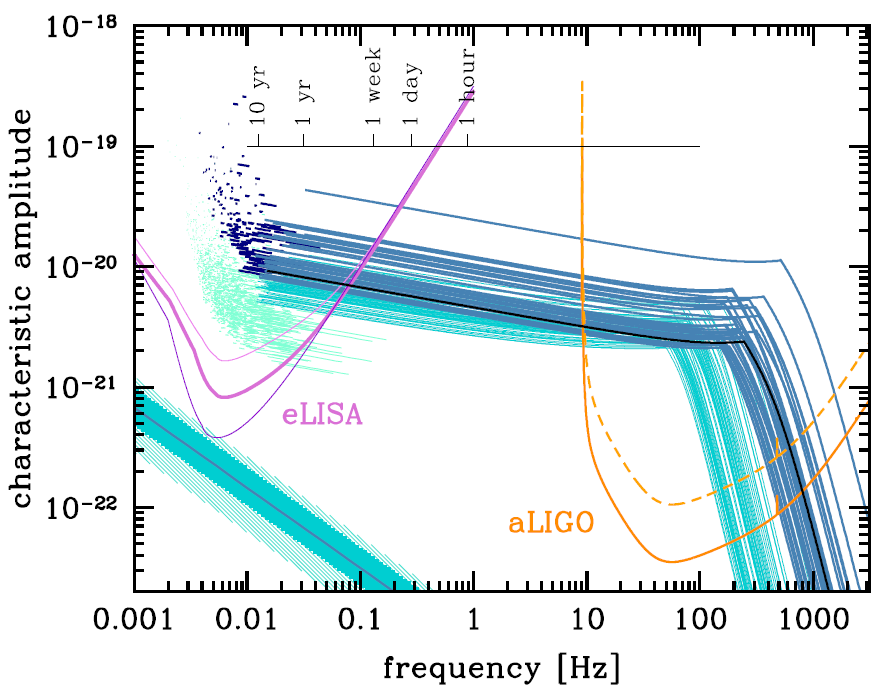 10⁻¹⁸
10⁻¹⁹
10⁻²⁰
10⁻²¹
10⁻²²
characteristic amplitude
10 yr
1 yr
1 week
1 day
1 hour
eLISA
aLIGO
0.001 0.01 0.1 1 10 100 1000
frequency [Hz]